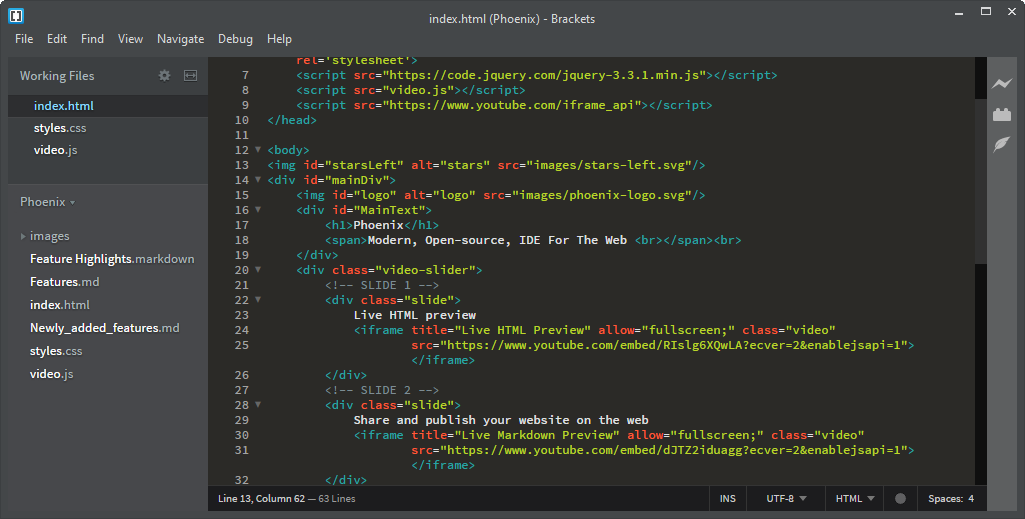 index.html (Phoenix) - Brackets
File Edit Find View Navigate Debug Help
Working Files
index.html
styles.css
video.js
Phoenix
images
Feature Highlights.markdown
Features.md
index.html
Newly_added_features.md
styles.css
video.js
rel='stylesheet'>
7 <script src="https://code.jquery.com/jquery-3.3.1.min.js"></script>
8 <script src="video.js"></script>
9 <script src="https://www.youtube.com/iframe_api"></script>
10 </head>
11
12 <body>
13 <img id="starsLeft" alt="stars" src="images/stars-left.svg"/>
14 <div id="mainDiv">
15 <img id="logo" alt="logo" src="images/phoenix-logo.svg"/>
16 <div id="MainText">
17 <h1>Phoenix</h1>
18 <span>Modern, Open-source, IDE For The Web <br></span><br>
19 </div>
20 <div class="video-slider">
21 <!-- SLIDE 1 -->
22 <div class="slide">
23 Live HTML preview
24 <iframe title="Live HTML Preview" allow="fullscreen;" class="video"
25 src="https://www.youtube.com/embed/RIslg6XQwLA?ecver=2&enablejsapi=1">
</iframe>
26 </div>
27 <!-- SLIDE 2 -->
28 <div class="slide">
29 Share and publish your website on the web
30 <iframe title="Live Markdown Preview" allow="fullscreen;" class="video"
31 src="https://www.youtube.com/embed/dJTZ2iduagg?ecver=2&enablejsapi=1">
</iframe>
32 </div>
Line 13, Column 62 — 63 Lines INS UTF-8 HTML Spaces: 4